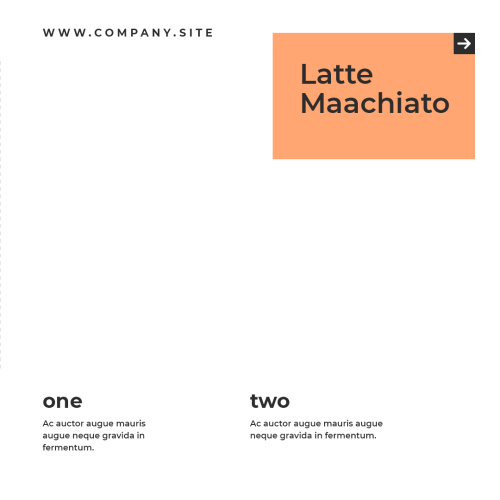 WWW.COMPANY.SITE
Latte
Maachiato
one
Ac auctor augue mauris
augue neque gravida in
fermentum.
two
Ac auctor augue mauris augue
neque gravida in fermentum.